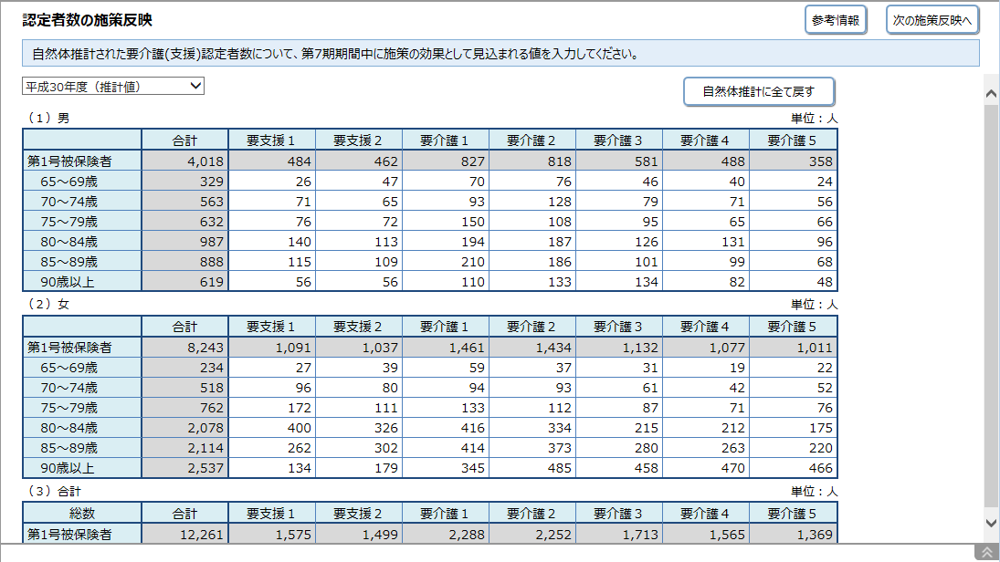 認定者数の施策反映 参考情報 次の施策反映へ
自然体推計された要介護(支援)認定者数について、第7期期間中に施策の効果として見込まれる値を入力してください。
平成30年度（推計値） 自然体推計に全て戻す
（1）男 単位：人
合計 要支援1 要支援2 要介護1 要介護2 要介護3 要介護4 要介護5
第1号被保険者 4,018 484 462 827 818 581 488 358
65～69歳 329 26 47 70 76 46 40 24
70～74歳 563 71 65 93 128 79 71 56
75～79歳 632 76 72 150 108 95 65 66
80～84歳 987 140 113 194 187 126 131 96
85～89歳 888 115 109 210 186 101 99 68
90歳以上 619 56 56 110 133 134 82 48
（2）女 単位：人
合計 要支援1 要支援2 要介護1 要介護2 要介護3 要介護4 要介護5
第1号被保険者 8,243 1,091 1,037 1,461 1,434 1,132 1,077 1,011
65～69歳 234 27 39 59 37 31 19 22
70～74歳 518 96 80 94 93 61 42 52
75～79歳 762 172 111 133 112 87 71 76
80～84歳 2,078 400 326 416 334 215 212 175
85～89歳 2,114 262 302 414 373 280 263 220
90歳以上 2,537 134 179 345 485 458 470 466
（3）合計 単位：人
総数 合計 要支援1 要支援2 要介護1 要介護2 要介護3 要介護4 要介護5
第1号被保険者 12,261 1,575 1,499 2,288 2,252 1,713 1,565 1,369